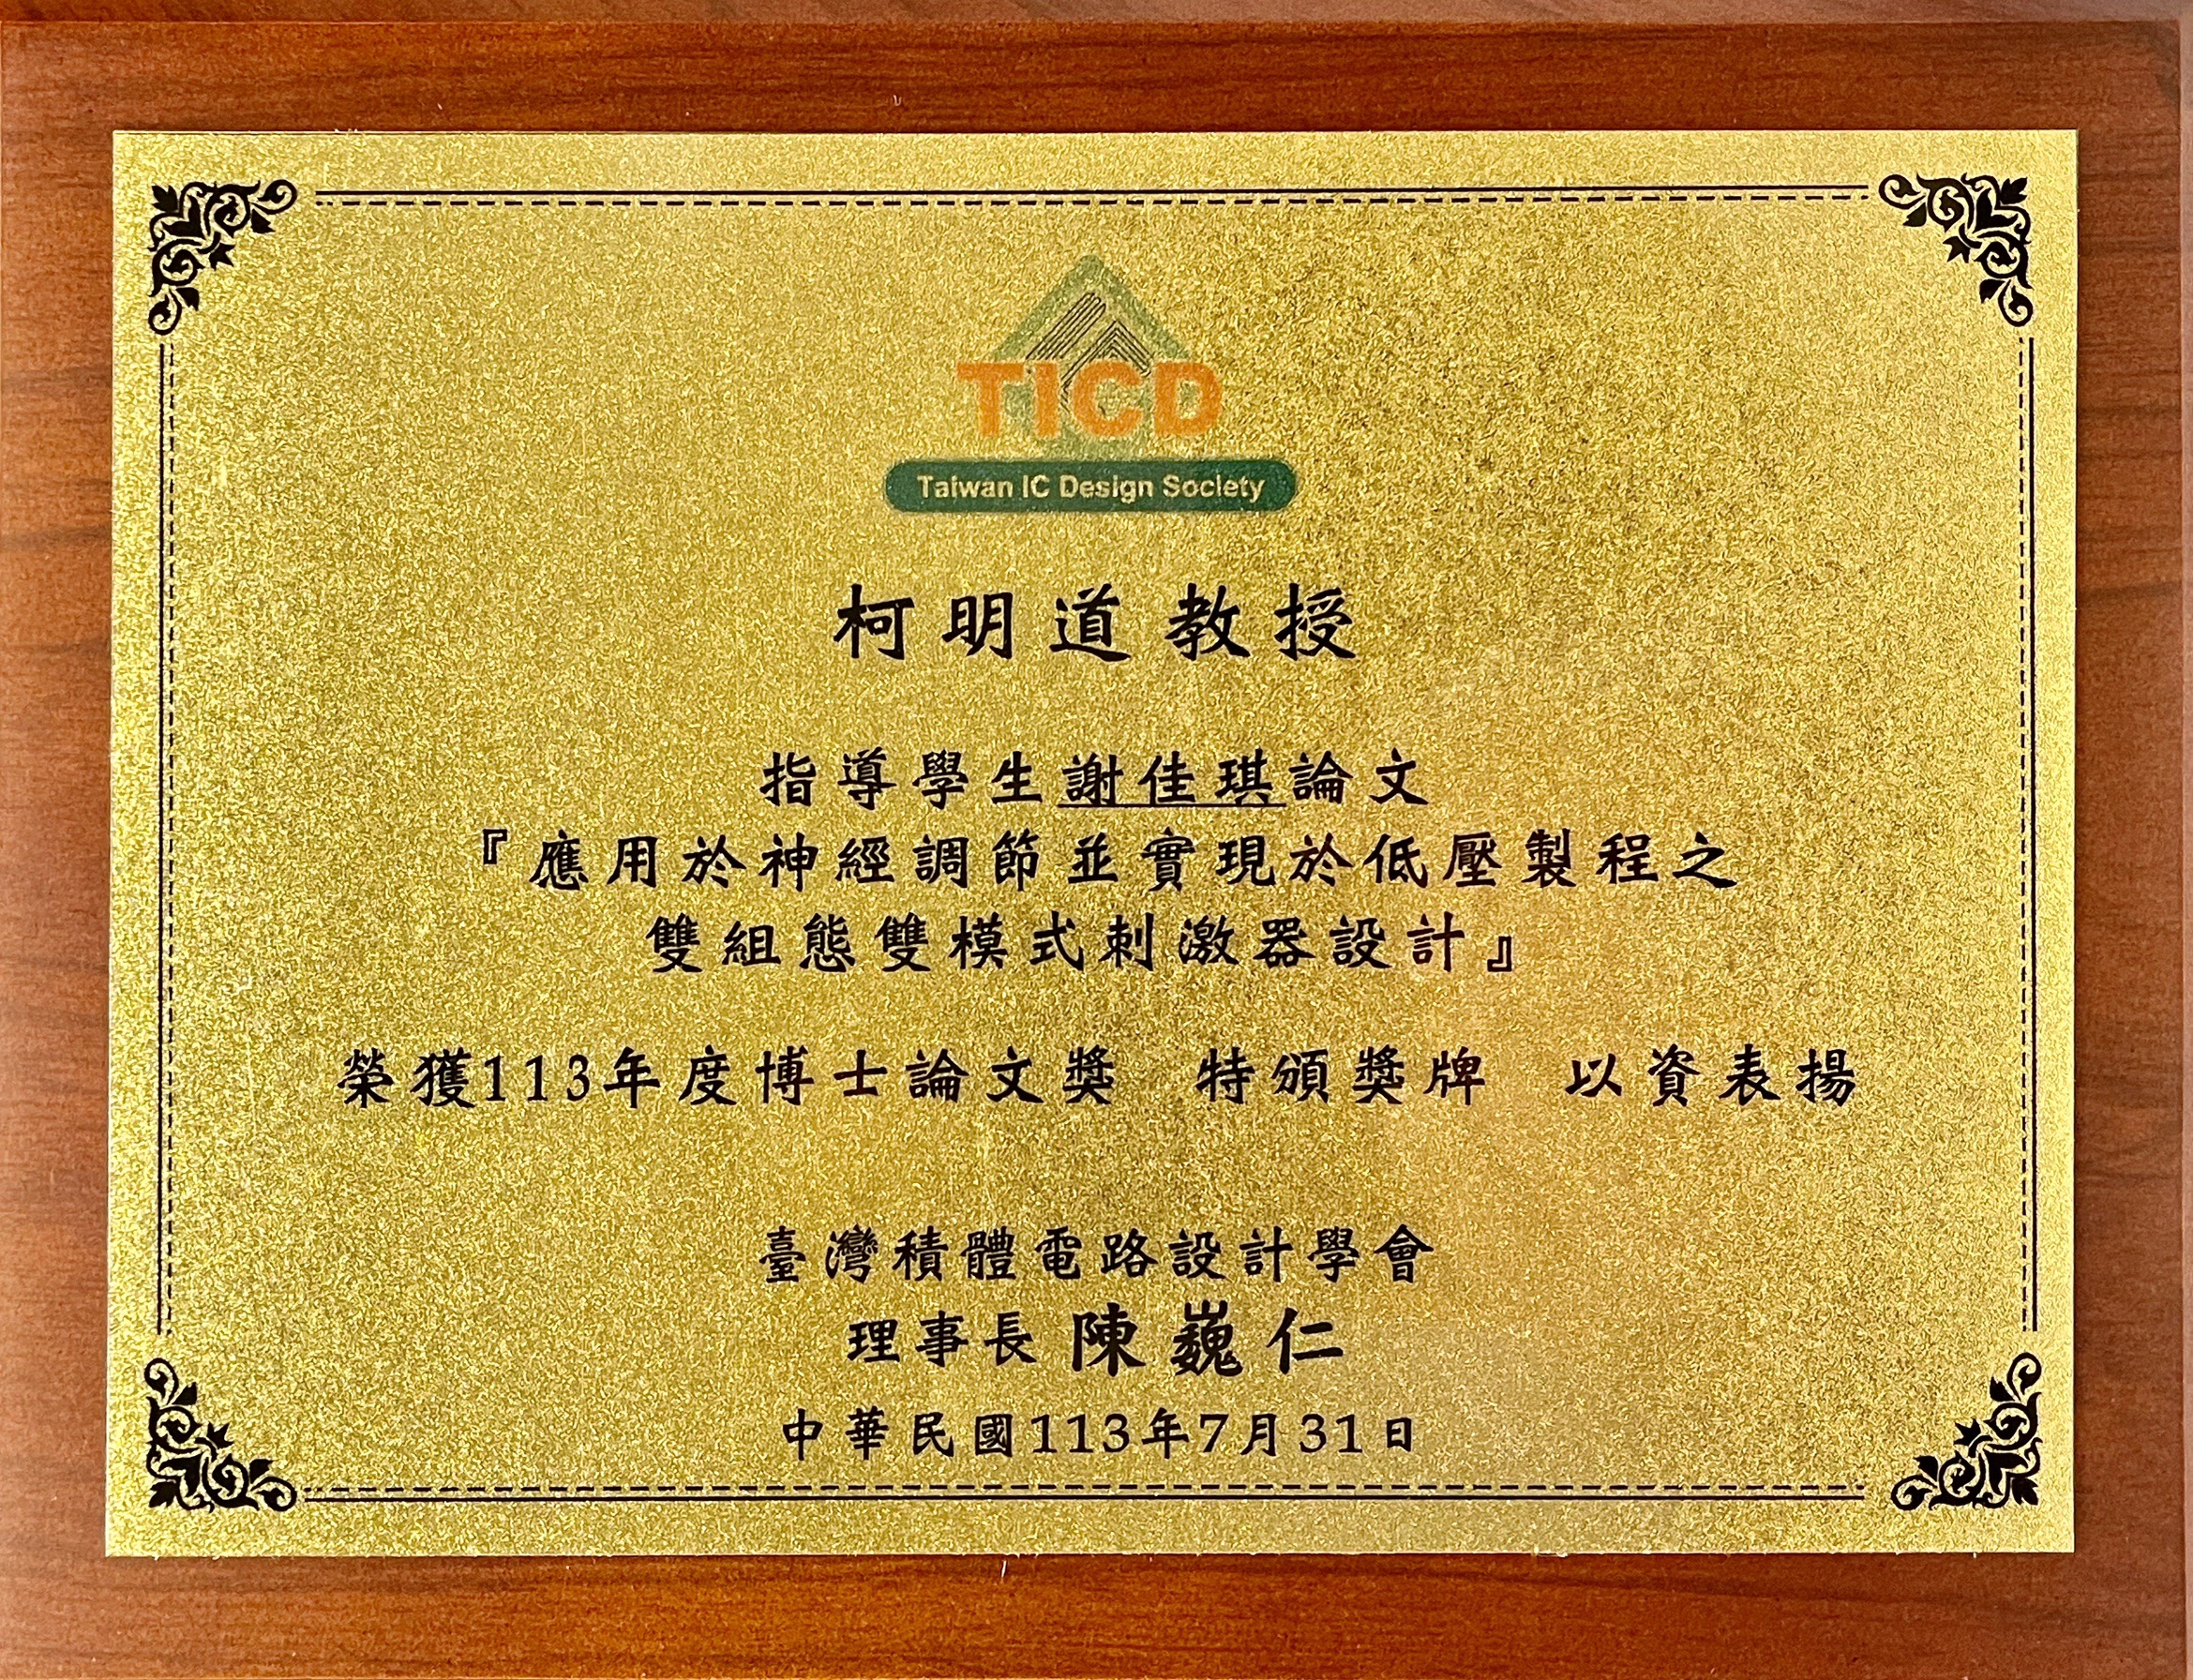 TICD
Taiwan IC Design Society
柯明道教授
指導學生謝佳琪論文
『應用於神經調節並實現於低壓製程之
雙組態雙模式刺激器設計』
榮獲113年度博士論文獎 特頒獎牌 以資表揚
臺灣積體電路設計學會
理事長 陳巍仁
中華民國113年7月31日